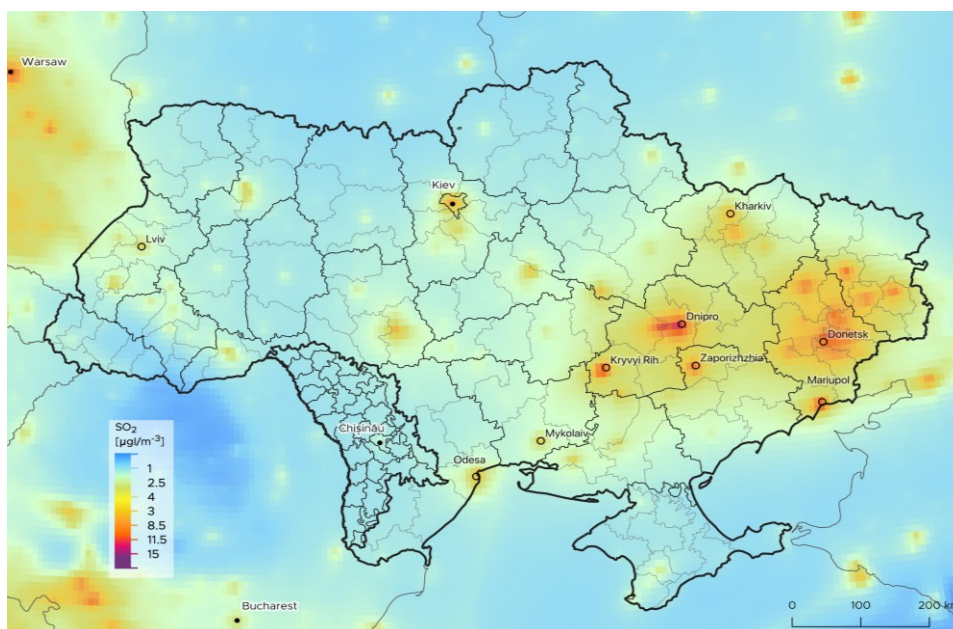 Warsaw
Kiev
Kharkiv
Lviv
Dnipro
Donetsk
Kryvyi Rih
Zaporizhzhia
Mariupol
SO₂
[µgl/m⁻³]
1
2.5
4
3
8.5
11.5
15
Chișinău
Mykolaiv
Odesa
Bucharest
0 100 200 km